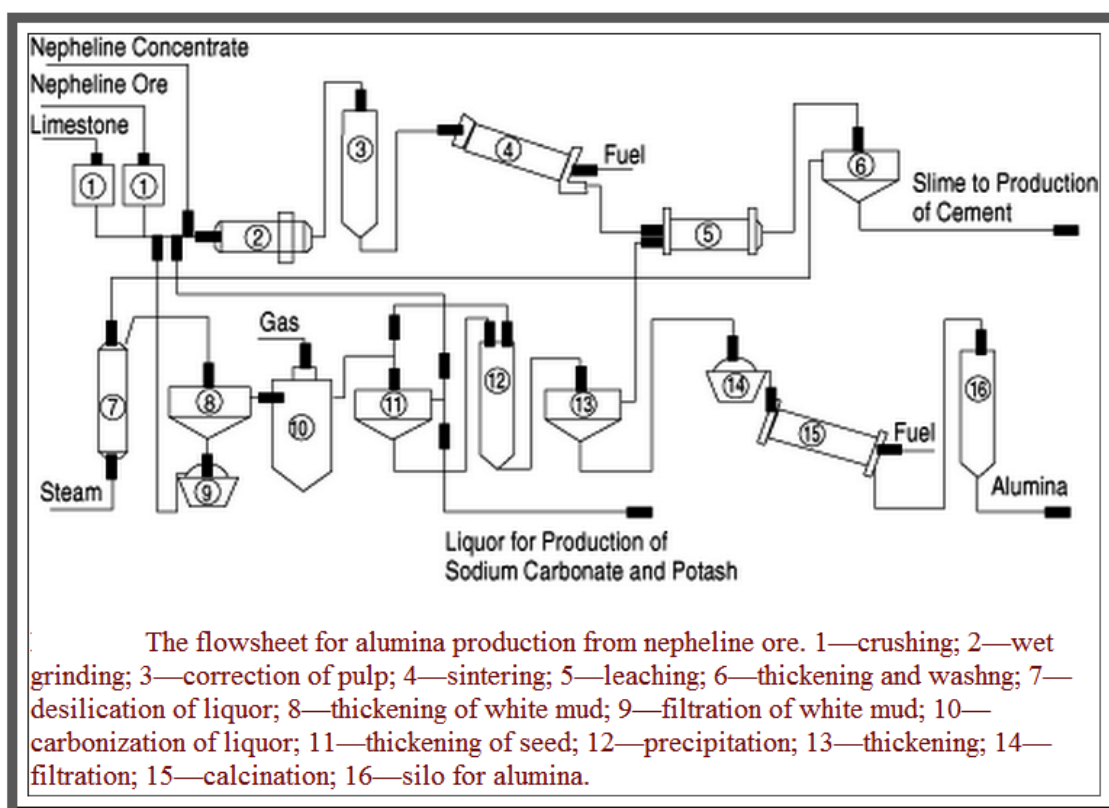 Nepheline Concentrate
Nepheline Ore
Limestone
1
1
2
3
4
Fuel
5
6
Slime to Production
of Cement
7
Steam
8
9
Gas
10
11
12
13
14
15
Fuel
16
Alumina
Liquor for Production of
Sodium Carbonate and Potash
The flowsheet for alumina production from nepheline ore. 1—crushing; 2—wet
grinding; 3—correction of pulp; 4—sintering; 5—leaching; 6—thickening and washng; 7—
desilication of liquor; 8—thickening of white mud; 9—filtration of white mud; 10—
carbonization of liquor; 11—thickening of seed; 12—precipitation; 13—thickening; 14—
filtration; 15—calcination; 16—silo for alumina.